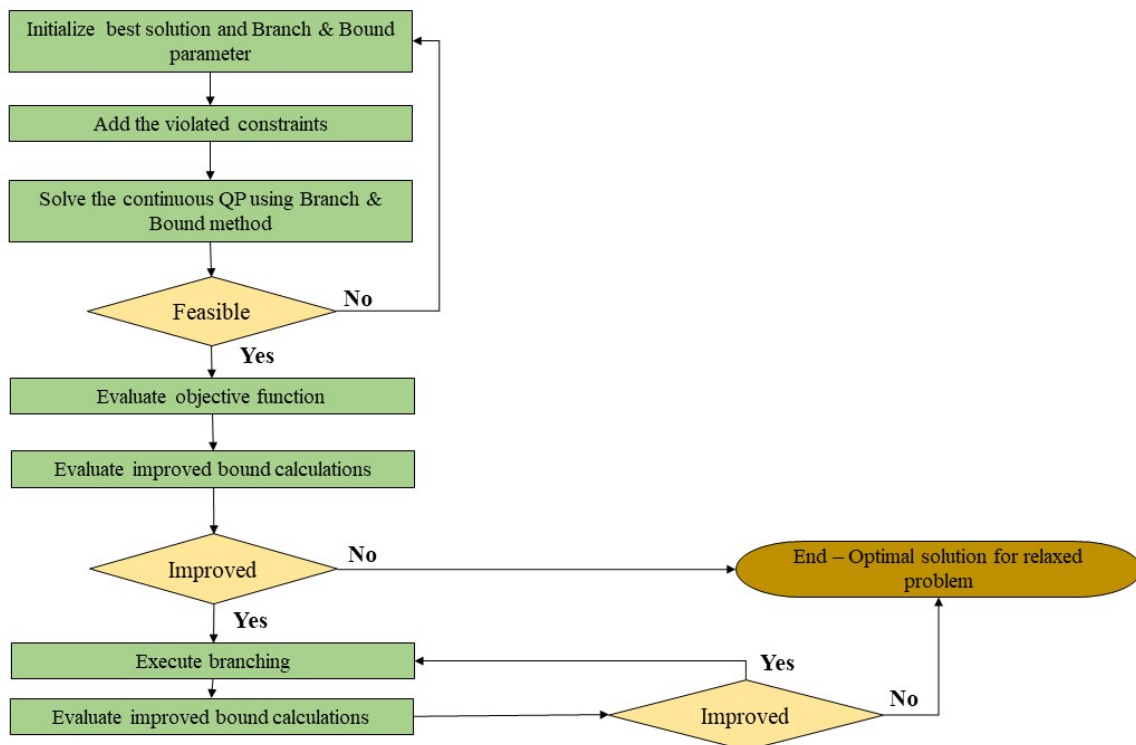 Initialize best solution and Branch & Bound
parameter
Add the violated constraints
Solve the continuous QP using Branch &
Bound method
Feasible
No
Yes
Evaluate objective function
Evaluate improved bound calculations
Improved
No
End – Optimal solution for relaxed
problem
Yes
Execute branching
Yes
Evaluate improved bound calculations
Improved
No